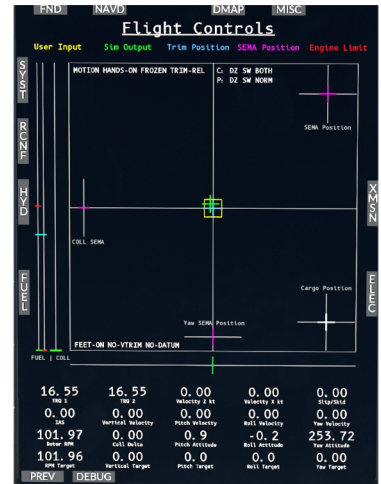 FND NAVD DMAP MISC
Flight Controls
User Input Sim Output Trim Position SEMA Position Engine Limit
SYST
RCNF
HYD
FUEL
XMSN
ELEC
MOTION HANDS-ON FROZEN TRIM-REL
C: DZ SW BOTH
P: DZ SW NORM
SEMA Position
COLL SEMA
Cargo Position
Yaw SEMA Position
FEET-ON NO-VTRIM NO-DATUM
FUEL | COLL
16.55 16.55 0.00 0.00 0.00
TRQ 1 TRQ 2 Velocity Z kt Velocity X kt Slip/Skid
0.00 0.00 0.00 0.00 0.00
IAS Vertical Velocity Pitch Velocity Roll Velocity Yaw Velocity
101.97 0.00 0.9 -0.2 253.72
Rotor RPM Coll Delta Pitch Attitude Roll Attitude Yaw Attitude
101.96 0.00 0.0 0.0 0.00
RPM Target Vertical Target Pitch Target Roll Target Yaw Target
PREV DEBUG